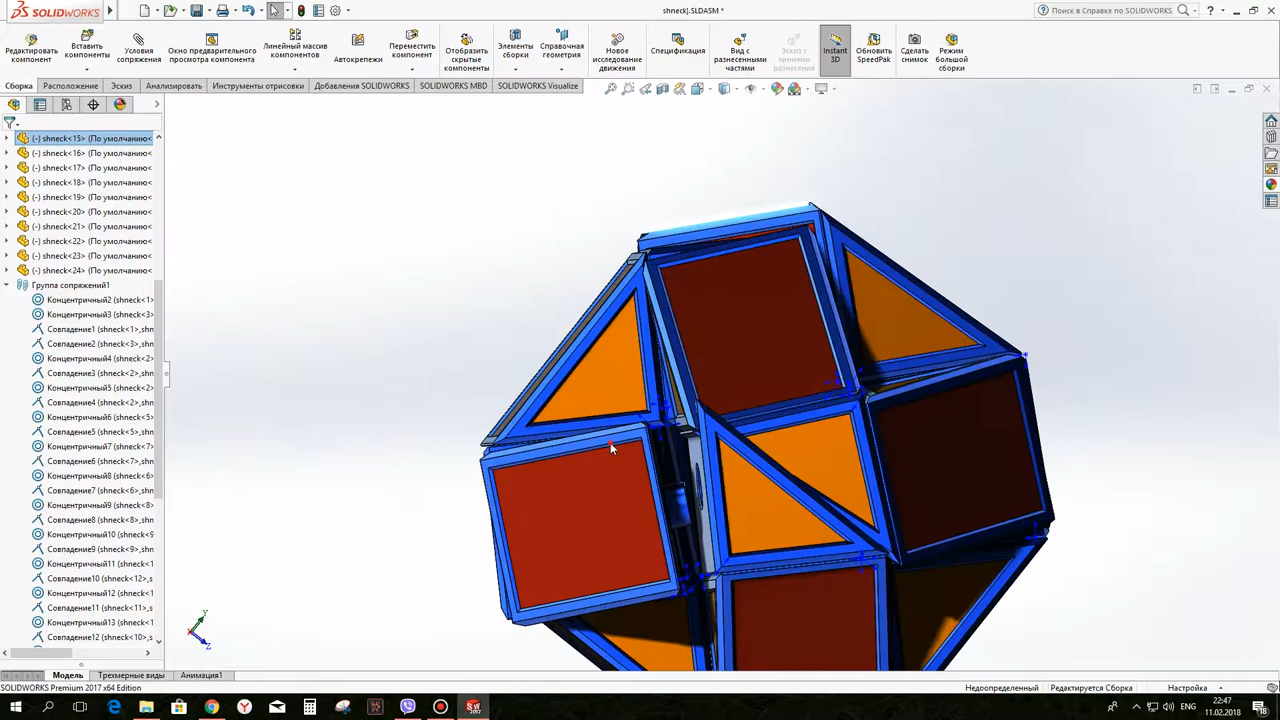 SOLIDWORKS
shneck].SLDASM *
Поиск в Справке по SOLIDWORKS
Редактировать компонент
Вставить компоненты
Условия сопряжения
Окно предварительного просмотра компонента
Линейный массив компонентов
Автокрепежи
Переместить компонент
Отобразить скрытые компоненты
Элементы сборки
Справочная геометрия
Новое исследование движения
Спецификация
Вид с разнесенными частями
Эскиз с линиями разнесения
Instant 3D
Обновить SpeedPak
Сделать снимок
Режим большой сборки
Сборка
Расположение
Эскиз
Анализировать
Инструменты отрисовки
Добавления SOLIDWORKS
SOLIDWORKS MBD
SOLIDWORKS Visualize
(-) shneck<15> (По умолчанию<
(-) shneck<16> (По умолчанию<
(-) shneck<17> (По умолчанию<
(-) shneck<18> (По умолчанию<
(-) shneck<19> (По умолчанию<
(-) shneck<20> (По умолчанию<
(-) shneck<21> (По умолчанию<
(-) shneck<22> (По умолчанию<
(-) shneck<23> (По умолчанию<
(-) shneck<24> (По умолчанию<
Группа сопряжений1
Концентричный2 (shneck<1>
Концентричный3 (shneck<3>
Совпадение1 (shneck<1>,shn
Совпадение2 (shneck<3>,shn
Концентричный4 (shneck<2>
Совпадение3 (shneck<2>,shn
Концентричный5 (shneck<2>
Совпадение4 (shneck<2>,shn
Концентричный6 (shneck<5>
Совпадение5 (shneck<5>,shn
Концентричный7 (shneck<4>
Совпадение6 (shneck<4>,shn
Концентричный8 (shneck<6>
Совпадение7 (shneck<6>,shn
Концентричный9 (shneck<8>
Совпадение8 (shneck<8>,shn
Концентричный10 (shneck<9
Совпадение9 (shneck<9>,shn
Концентричный11 (shneck<1
Совпадение10 (shneck<12>,s
Концентричный12 (shneck<1
Совпадение11 (shneck<11>,s
Концентричный13 (shneck<1
Совпадение12 (shneck<10>,s
Y
Z
Модель
Трехмерные виды
Анимация1
SOLIDWORKS Premium 2017 x64 Edition
Недоопределенный
Редактируется Сборка
Настройка
РУС
22:47
11.02.2018